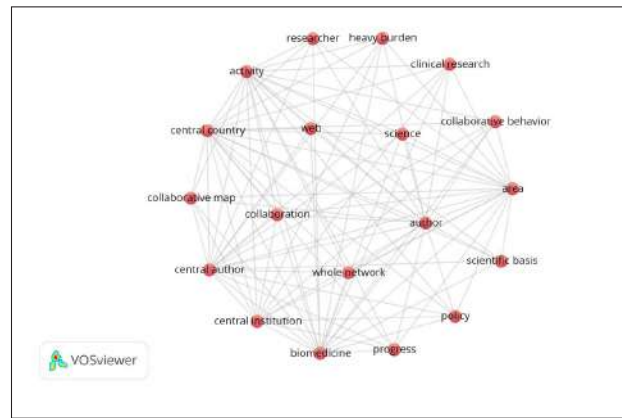 researcher
heavy burden
clinical research
activity
collaborative behavior
central country
web
science
area
collaborative map
collaboration
author
scientific basis
central author
whole network
policy
central institution
biomedicine
progress
VOSviewer